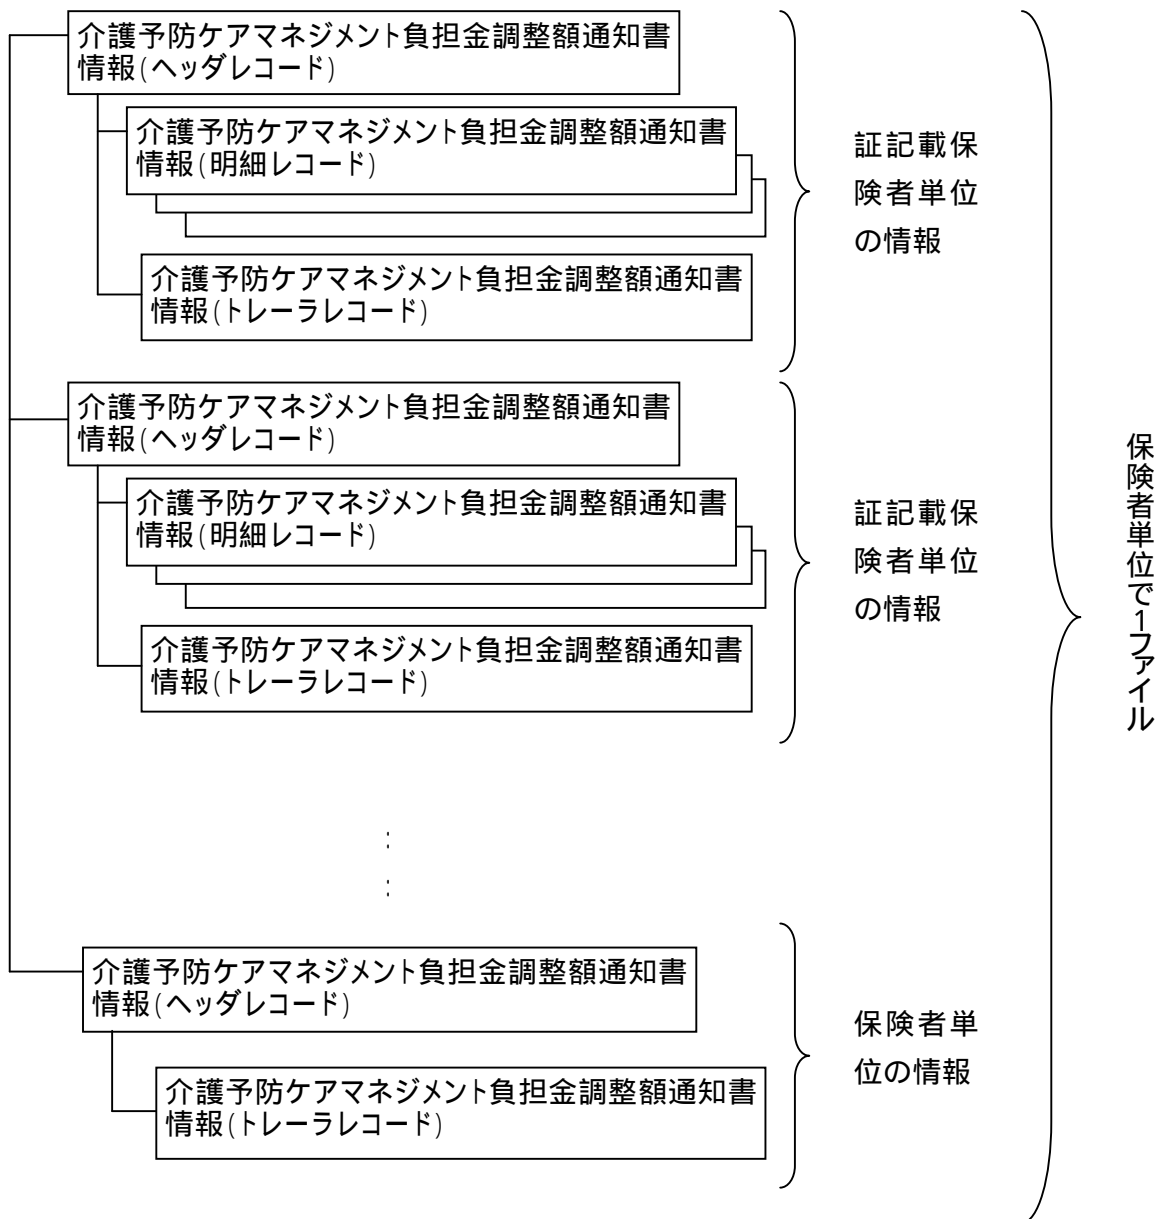 介護予防ケアマネジメント負担金調整額通知書
情報(ヘッダレコード)
介護予防ケアマネジメント負担金調整額通知書
情報(明細レコード)
介護予防ケアマネジメント負担金調整額通知書
情報(トレーラレコード)
証記載保
険者単位
の情報
介護予防ケアマネジメント負担金調整額通知書
情報(ヘッダレコード)
介護予防ケアマネジメント負担金調整額通知書
情報(明細レコード)
介護予防ケアマネジメント負担金調整額通知書
情報(トレーラレコード)
証記載保
険者単位
の情報
介護予防ケアマネジメント負担金調整額通知書
情報(ヘッダレコード)
介護予防ケアマネジメント負担金調整額通知書
情報(トレーラレコード)
保険者単
位の情報
保険者単位で1ファイル